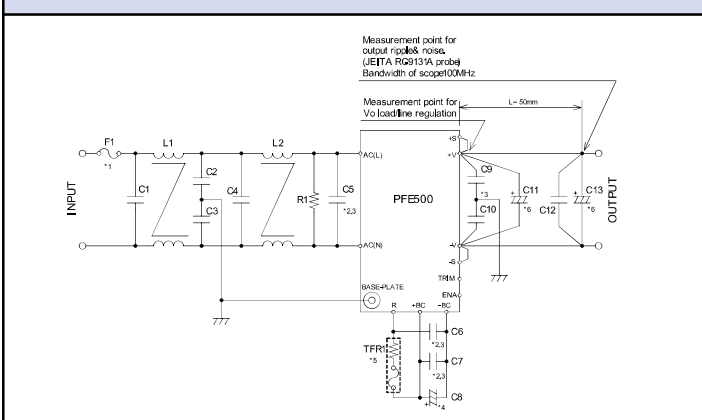 Measurement point for
output ripple& noise.
(JEITA RC9131A probe)
Bandwidth of scope100MHz
Measurement point for
Vo load/line regulation
L= 50mm
F1
*1
L1
L2
C1
C2
C3
C4
R1
C5
*2,3
INPUT
AC(L)
AC(N)
PFE500
BASE-PLATE
+S
+V
-V
-S
TRIM
ENA
R
+BC
-BC
C9
*3
C10
C11
*6
C12
C13
*6
OUTPUT
TFR1
*5
C6
*2,3
C7
*2,3
C8
+
*4
+
+